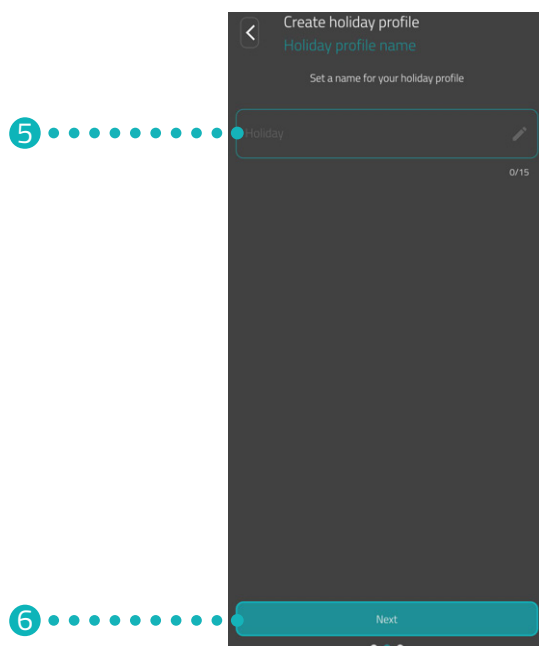 Create holiday profile
Holiday profile name
Set a name for your holiday profile
5
Holiday
0/15
6
Next